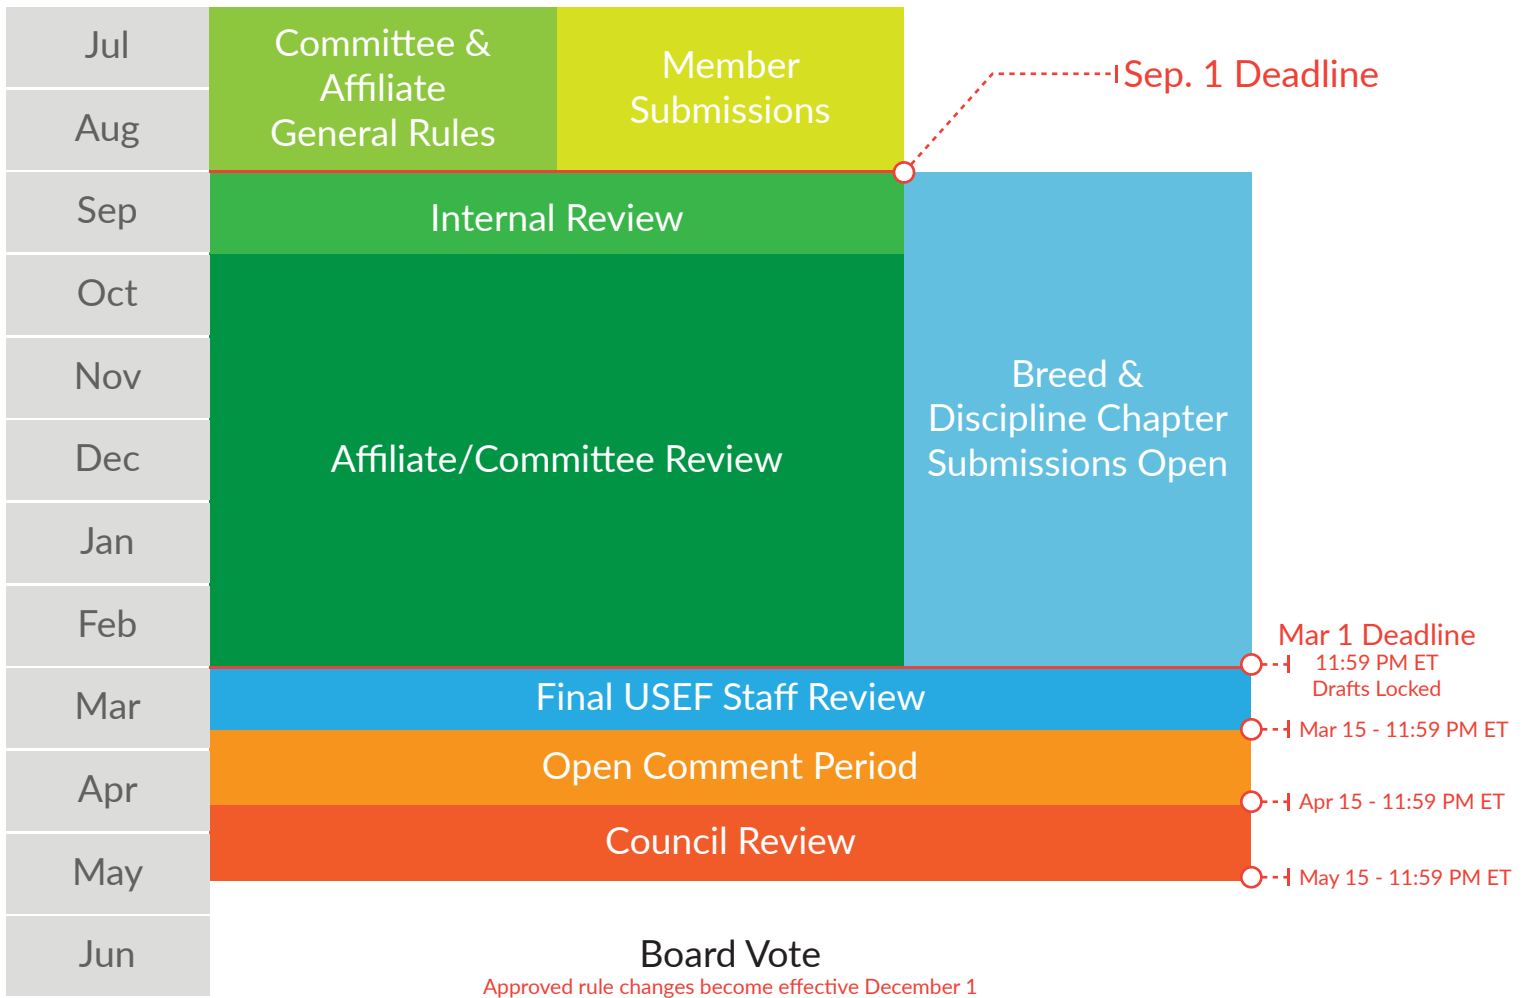 Jul
Aug
Sep
Oct
Nov
Dec
Jan
Feb
Mar
Apr
May
Jun
Committee &
Affiliate
General Rules
Member
Submissions
Sep. 1 Deadline
Internal Review
Affiliate/Committee Review
Breed &
Discipline Chapter
Submissions Open
Mar 1 Deadline
11:59 PM ET
Drafts Locked
Final USEF Staff Review
Mar 15 - 11:59 PM ET
Open Comment Period
Apr 15 - 11:59 PM ET
Council Review
May 15 - 11:59 PM ET
Board Vote
Approved rule changes become effective December 1